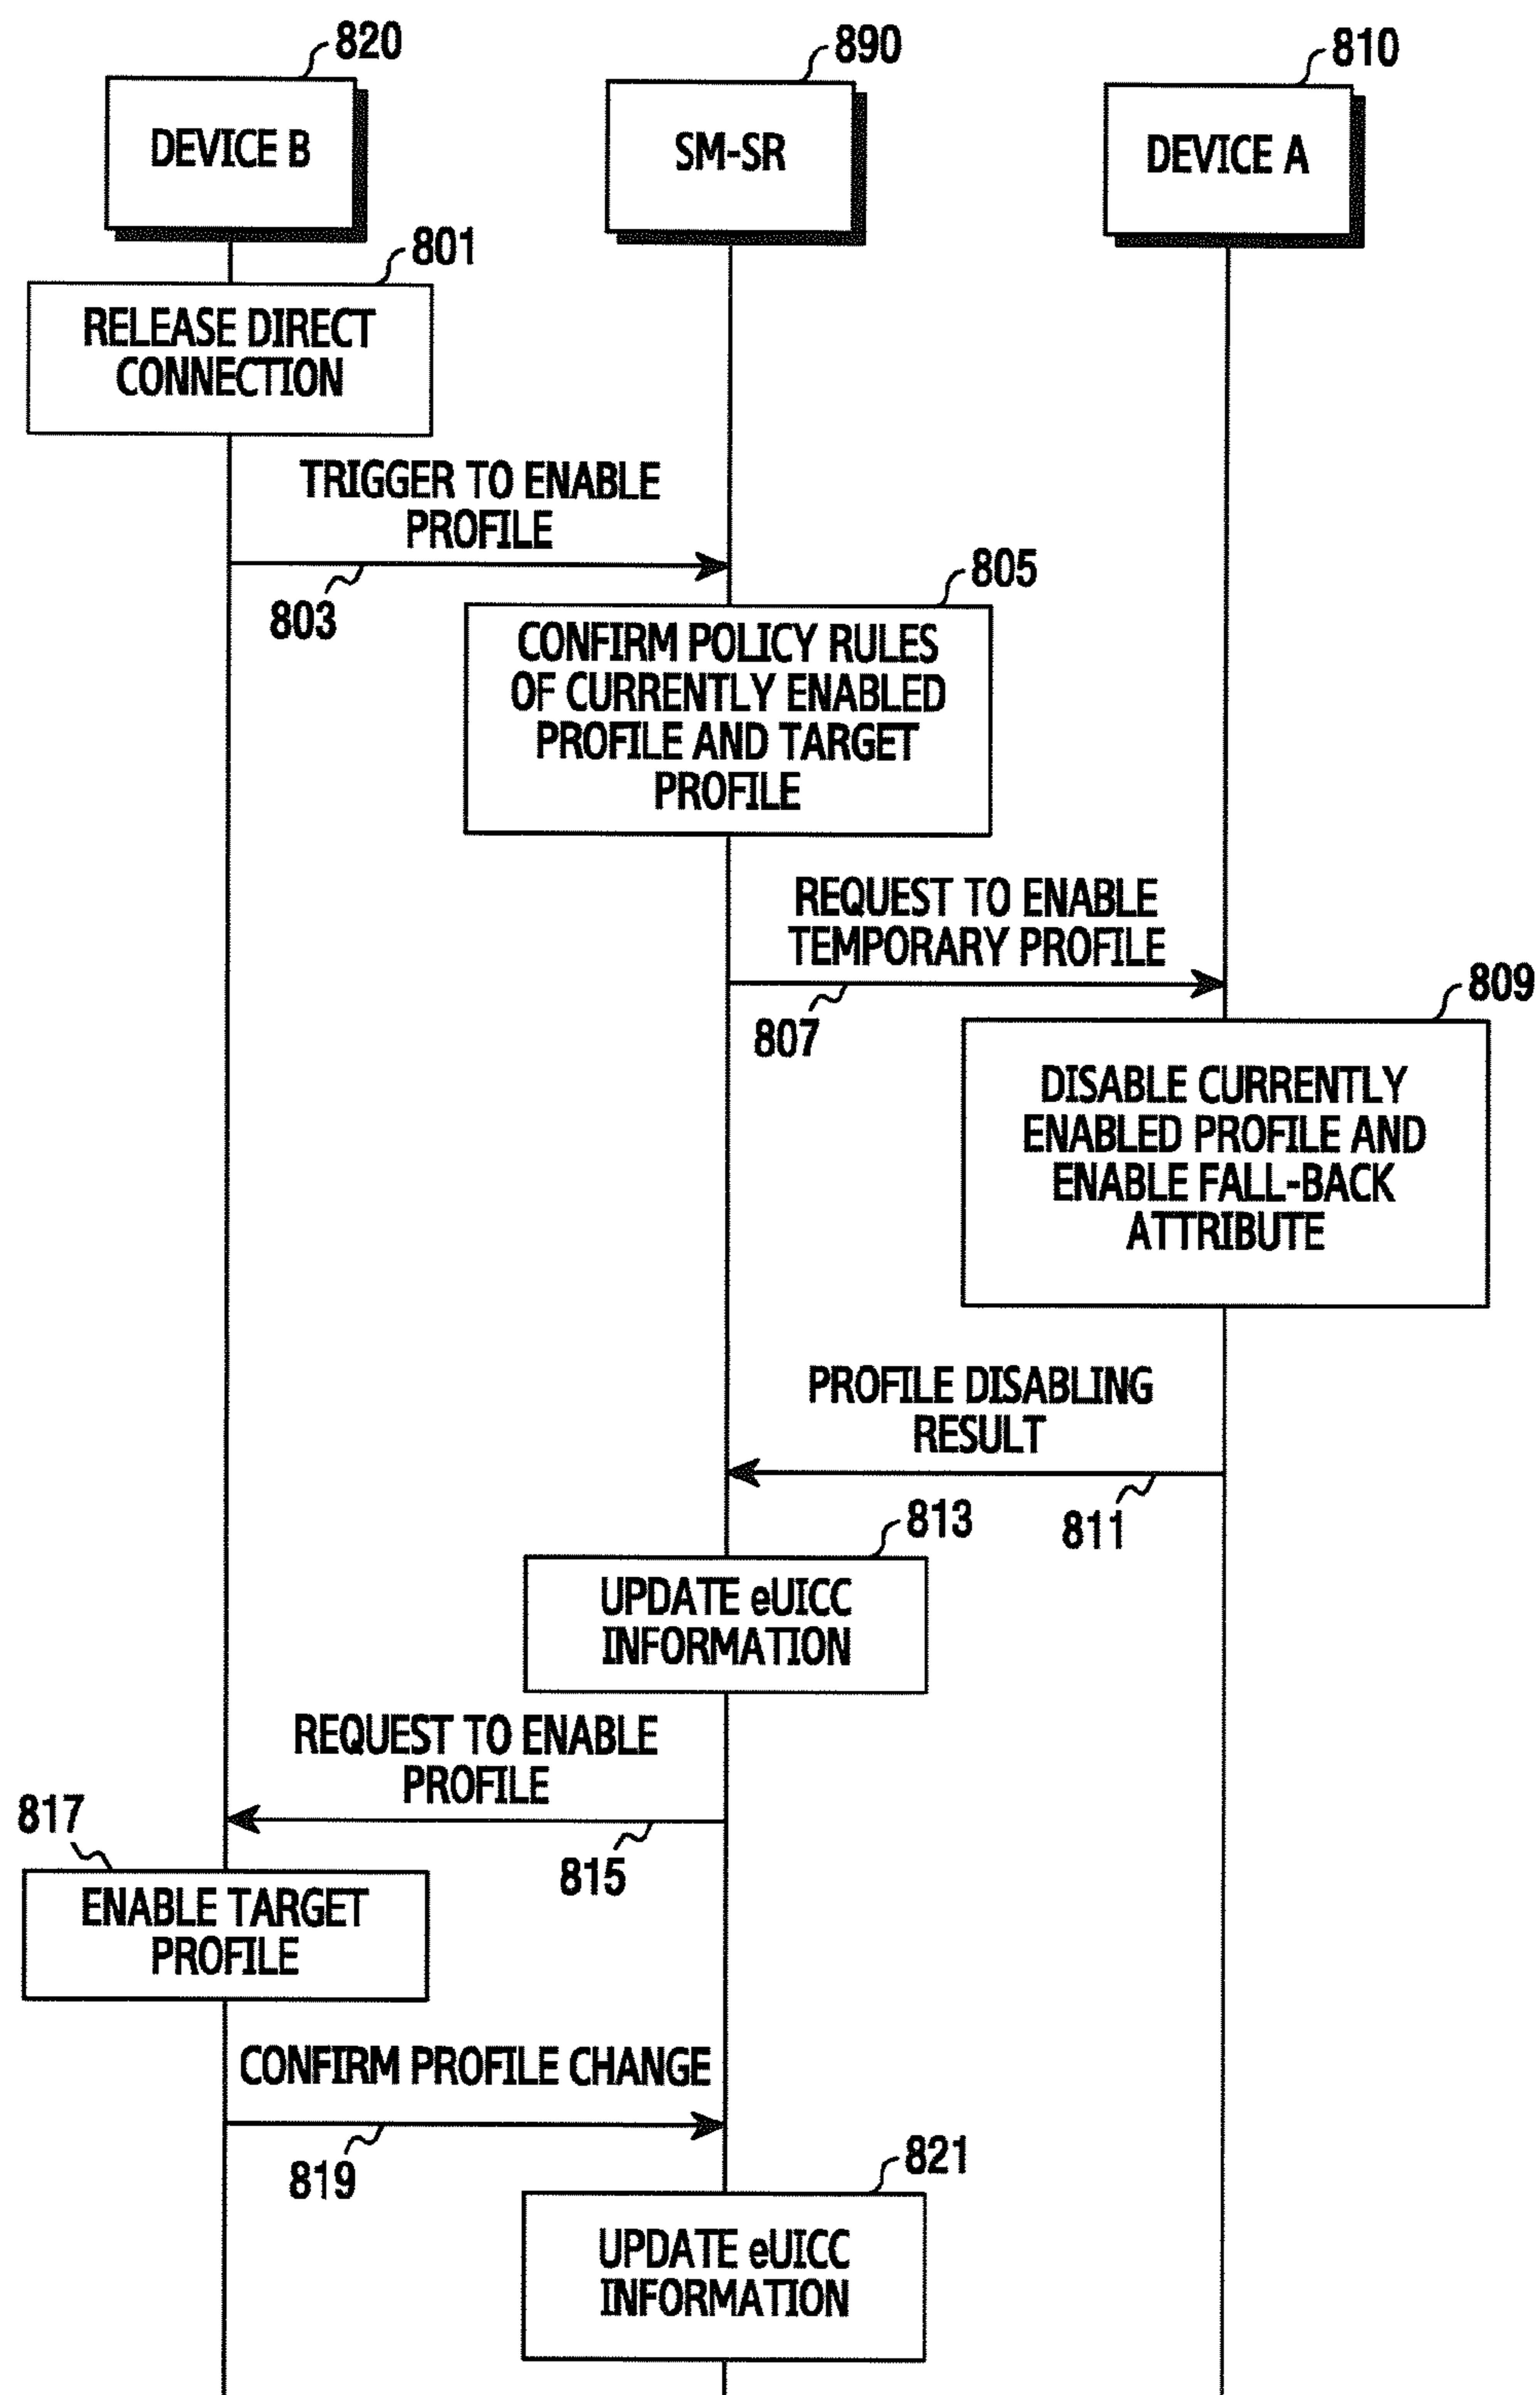 820
890
810
DEVICE B
SM-SR
DEVICE A
801
RELEASE DIRECT
CONNECTION
TRIGGER TO ENABLE
PROFILE
803
805
CONFIRM POLICY RULES
OF CURRENTLY ENABLED
PROFILE AND TARGET
PROFILE
REQUEST TO ENABLE
TEMPORARY PROFILE
807
809
DISABLE CURRENTLY
ENABLED PROFILE AND
ENABLE FALL-BACK
ATTRIBUTE
PROFILE DISABLING
RESULT
811
813
UPDATE eUICC
INFORMATION
REQUEST TO ENABLE
PROFILE
815
817
ENABLE TARGET
PROFILE
CONFIRM PROFILE CHANGE
819
821
UPDATE eUICC
INFORMATION